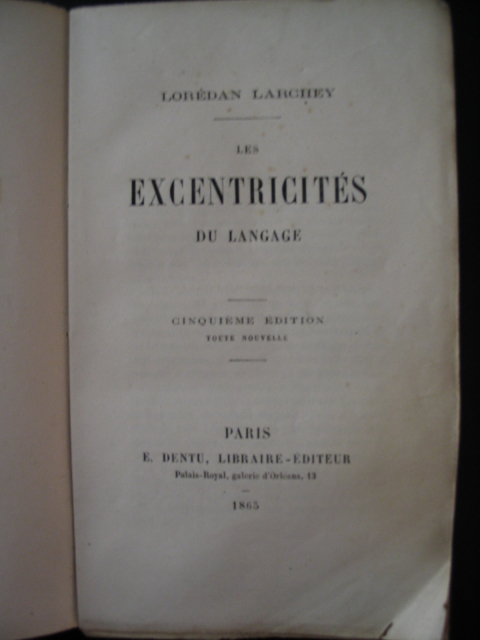 LORÉDAN LARCHEY
LES
EXCENTRICITÉS
DU LANGAGE
CINQUIÈME ÉDITION
TOUTE NOUVELLE
PARIS
E. DENTU, LIBRAIRE-ÉDITEUR
Palais-Royal, galerie d'Orléans, 13
1865